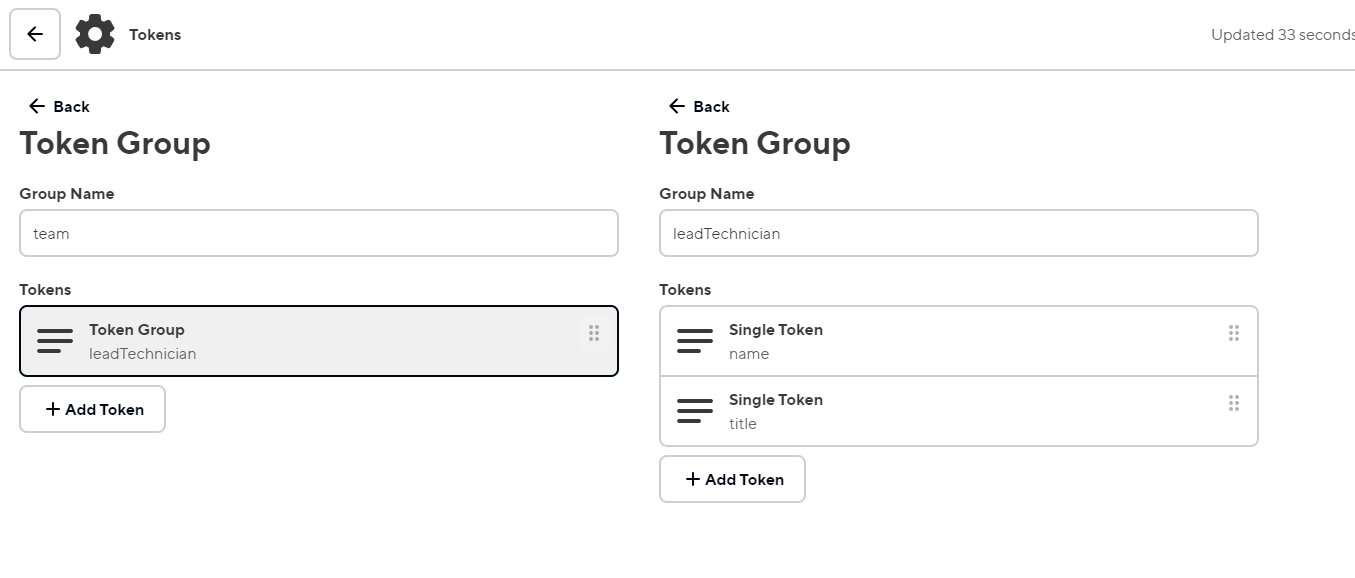 Tokens
Updated 33 seconds
Back
Token Group
Group Name
team
Tokens
Token Group
leadTechnician
+ Add Token
Back
Token Group
Group Name
leadTechnician
Tokens
Single Token
name
Single Token
title
+ Add Token